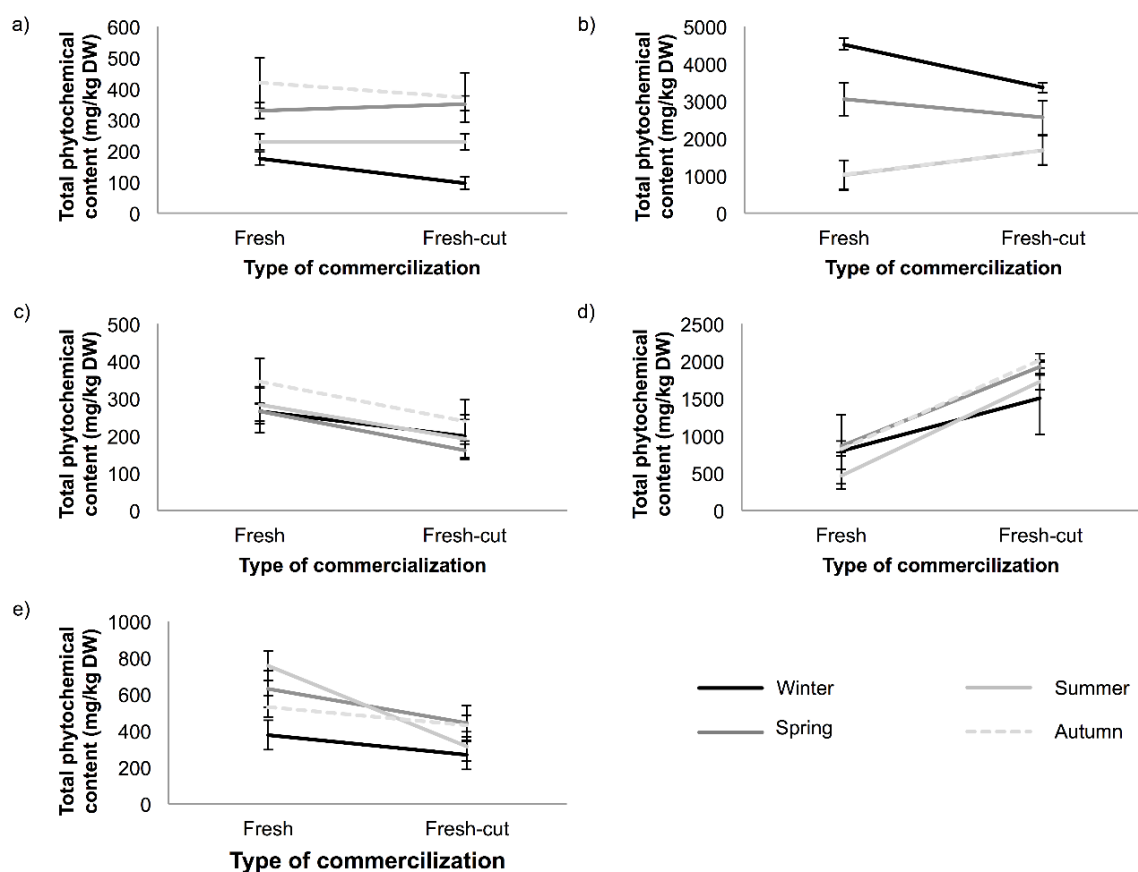 a)
Total phytochemical
content (mg/kg DW)
600
500
400
300
200
100
0
Fresh
Fresh-cut
Type of commercilization
b)
Total phytochemical
content (mg/kg DW)
5000
4000
3000
2000
1000
0
Fresh
Fresh-cut
Type of commercilization
c)
Total phytochemical
content (mg/kg DW)
500
400
300
200
100
0
Fresh
Fresh-cut
Type of commercialization
d)
Total phytochemical
content (mg/kg DW)
2500
2000
1500
1000
500
0
Fresh
Fresh-cut
Type of commercilization
e)
Total phytochemical
content (mg/kg DW)
1000
800
600
400
200
0
Fresh
Fresh-cut
Type of commercilization
Winter
Summer
Spring
Autumn